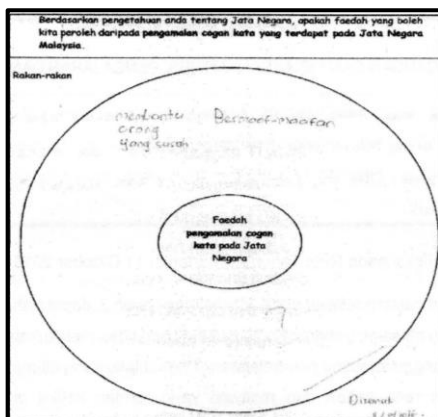 Berdasarkan pengetahuan anda tentang Jata Negara, apakah faedah yang boleh
kita peroleh daripada pengamalan cogan kata yang terdapat pada Jata Negara
Malaysia.
Rakan-rakan
membantu
orang
yang susah
Bermaaf-maafan
Faedah
pengamalan cogan
kata pada Jata
Negara